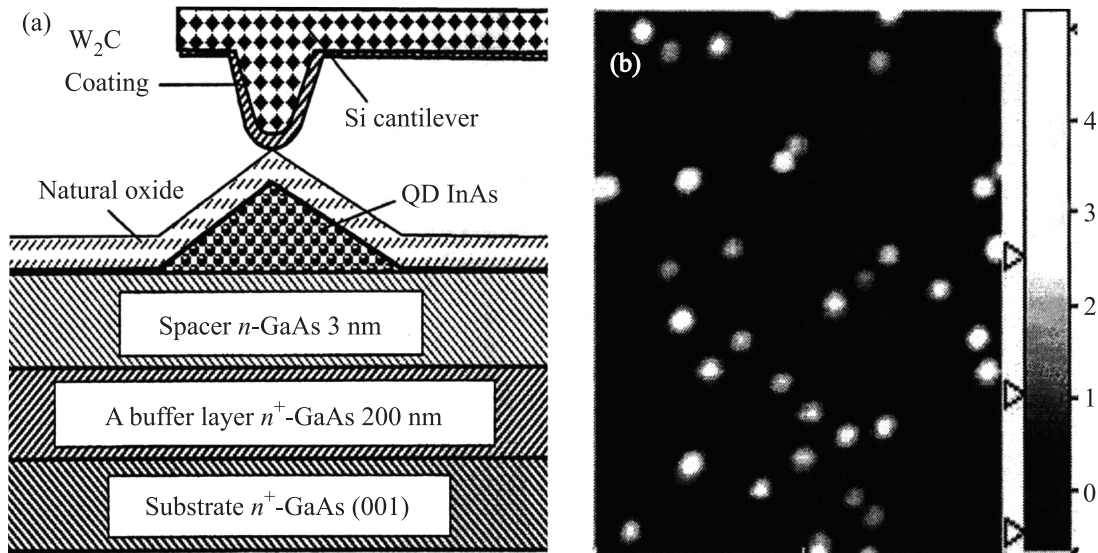 (a)
W₂C
Coating
Si cantilever
Natural oxide
QD InAs
Spacer n-GaAs 3 nm
A buffer layer n⁺-GaAs 200 nm
Substrate n⁺-GaAs (001)
(b)
4
3
2
1
0